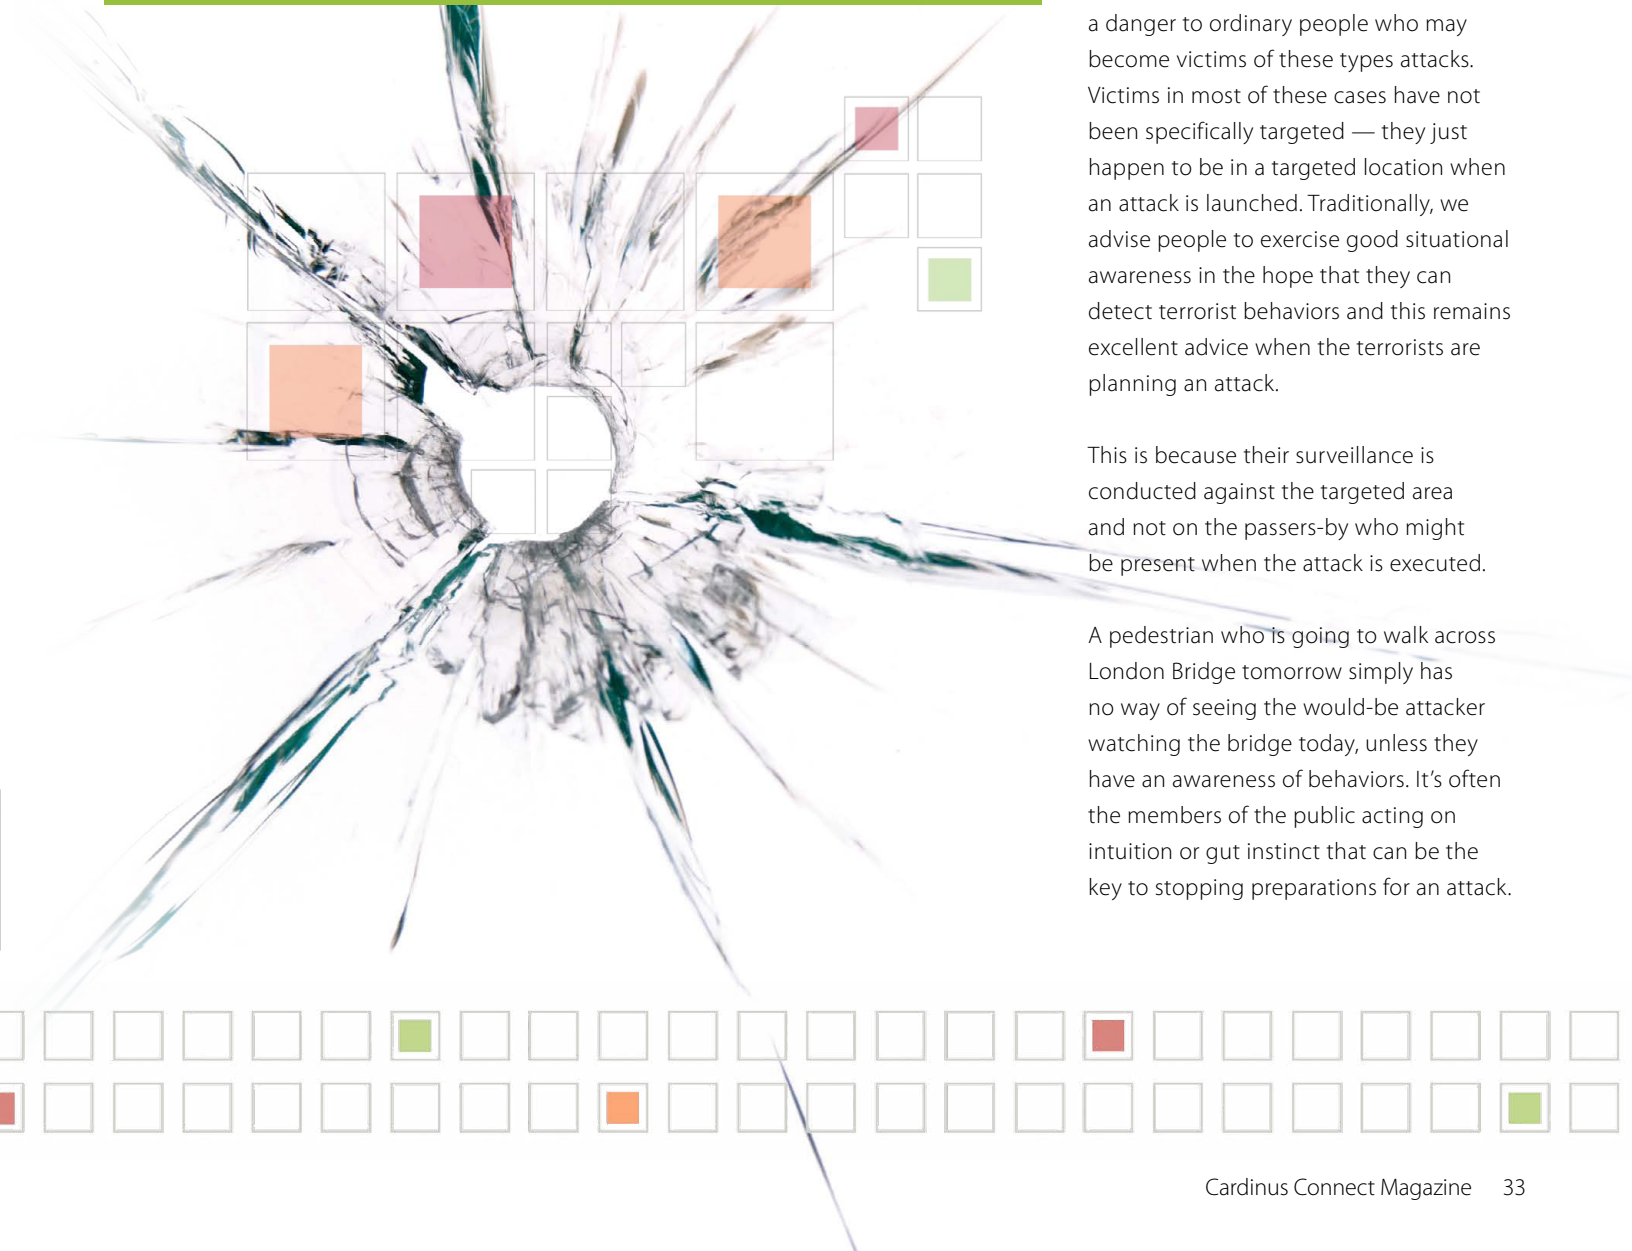 a danger to ordinary people who may
become victims of these types attacks.
Victims in most of these cases have not
been specifically targeted — they just
happen to be in a targeted location when
an attack is launched. Traditionally, we
advise people to exercise good situational
awareness in the hope that they can
detect terrorist behaviors and this remains
excellent advice when the terrorists are
planning an attack.
This is because their surveillance is
conducted against the targeted area
and not on the passers-by who might
be present when the attack is executed.
A pedestrian who is going to walk across
London Bridge tomorrow simply has
no way of seeing the would-be attacker
watching the bridge today, unless they
have an awareness of behaviors. It’s often
the members of the public acting on
intuition or gut instinct that can be the
key to stopping preparations for an attack.
Cardinus Connect Magazine 33